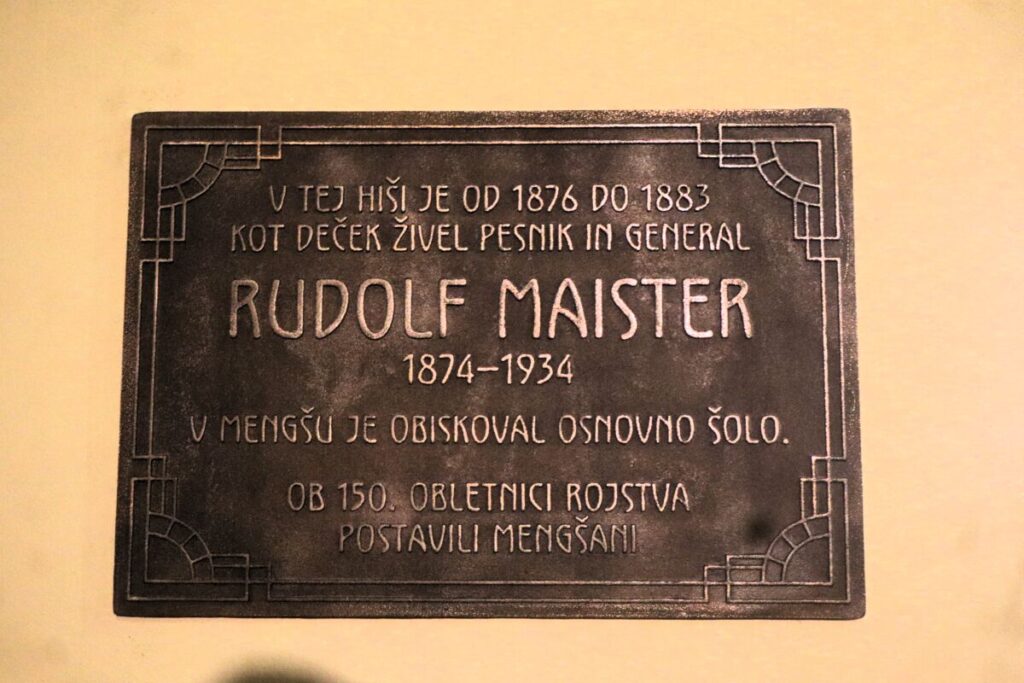 V TEJ HIŠI JE OD 1876 DO 1883
KOT DEČEK ŽIVEL PESNIK IN GENERAL
RUDOLF MAISTER
1874–1934
V MENGŠU JE OBISKOVAL OSNOVNO ŠOLO.
OB 150. OBLETNICI ROJSTVA
POSTAVILI MENGŠANI